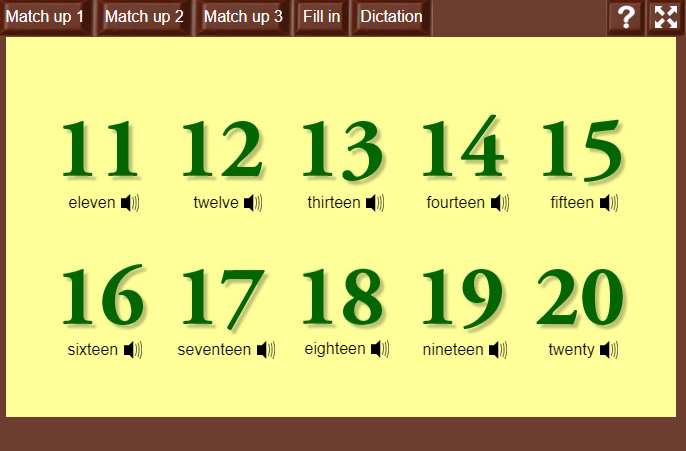 Match up 1 Match up 2 Match up 3 Fill in Dictation ?
11 12 13 14 15
eleven twelve thirteen fourteen fifteen
16 17 18 19 20
sixteen seventeen eighteen nineteen twenty